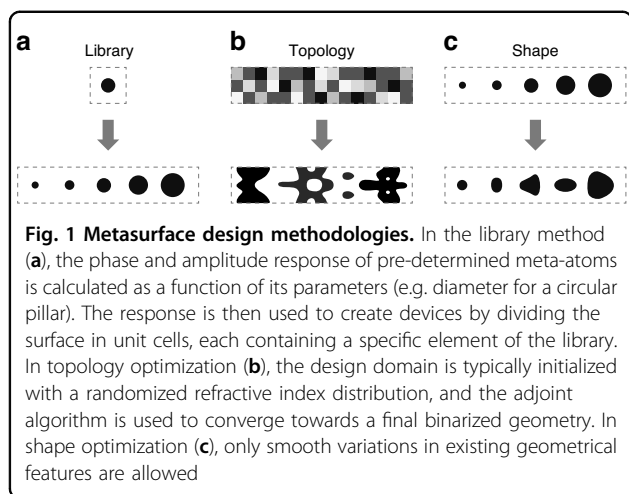 a
Library
b
Topology
c
Shape
Fig. 1 Metasurface design methodologies. In the library method
(a), the phase and amplitude response of pre-determined meta-atoms
is calculated as a function of its parameters (e.g. diameter for a circular
pillar). The response is then used to create devices by dividing the
surface in unit cells, each containing a specific element of the library.
In topology optimization (b), the design domain is typically initialized
with a randomized refractive index distribution, and the adjoint
algorithm is used to converge towards a final binarized geometry. In
shape optimization (c), only smooth variations in existing geometrical
features are allowed